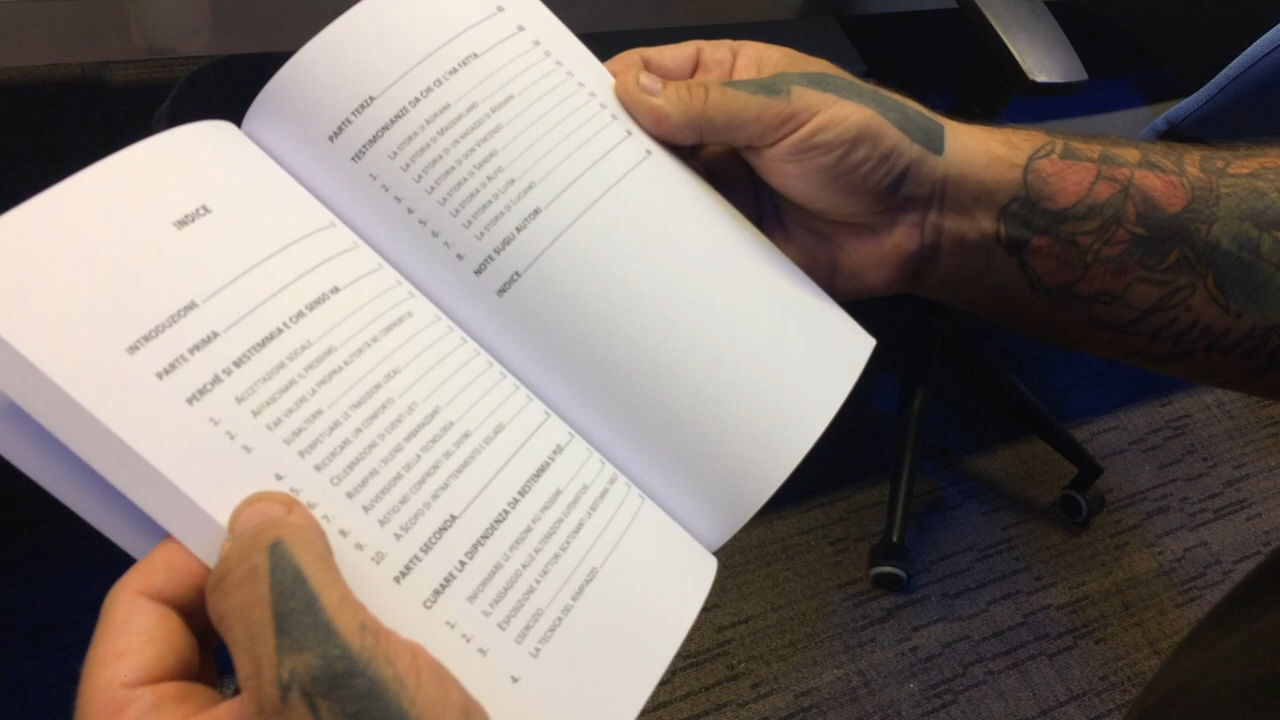 INDICE
INTRODUZIONE
PARTE PRIMA
PERCHÉ SI BESTEMMIA E CHE SENSO HA
1. ACCETTAZIONE SOCIALE
2. AFFASCINARE IL PROSSIMO
3. FAR VALERE LA PROPRIA AUTORITÀ NEI CONFRONTI DI
SUBALTERNI
4. PERPETUARE LE TRADIZIONI LOCALI
5. RICERCARE UN CONFORTO
6. CELEBRAZIONE DI EVENTI LIETI
7. RIEMPIRE I SILENZI IMBARAZZANTI
8. AVVERSIONE DELLA TECNOLOGIA
9. ASTIO NEI CONFRONTI DEL DIVINO
10. A SCOPO DI INTRATTENIMENTO E SOLLAZZO
PARTE SECONDA
CURARE LA DIPENDENZA DA BESTEMMIA SI PUÒ
1. INFORMARE LE PERSONE PIÙ PROSSIME
2. IL PASSAGGIO ALLE ALTERAZIONI EUFEMISTICHE
3. ESPOSIZIONE A FATTORI SCATENANTI LA BESTEMMIA
ESERCIZIO
4. LA TECNICA DEL RIMPIAZZO
PARTE TERZA
TESTIMONIANZE DA CHI CE L'HA FATTA
1. LA STORIA DI ADRIANA
2. LA STORIA DI MASSIMILIANO
3. LA STORIA DI UN RAGAZZO DI
4. LA STORIA DI DON VINCENZO
5. LA STORIA DI SANDRO
6. LA STORIA DI ALVIO
7. LA STORIA DI LUISA
8. LA STORIA DI LUCIANO
NOTE SUGLI AUTORI
INDICE